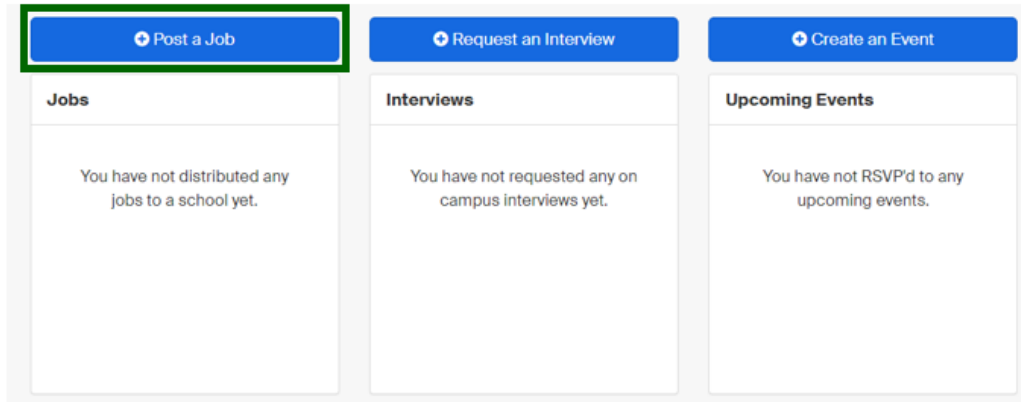 Post a Job
Request an Interview
Create an Event
Jobs
You have not distributed any
jobs to a school yet.
Interviews
You have not requested any on
campus interviews yet.
Upcoming Events
You have not RSVP'd to any
upcoming events.